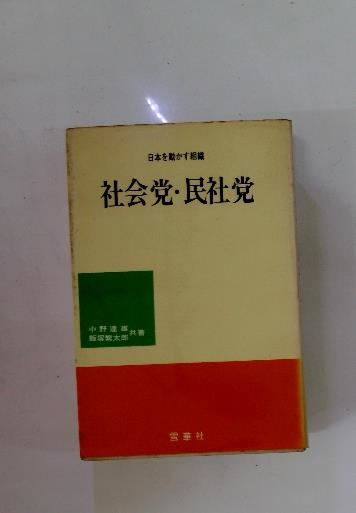 日本を動かす組織
社会党・民社党
中野達雄
飯塚繁太郎
共著
雪華社